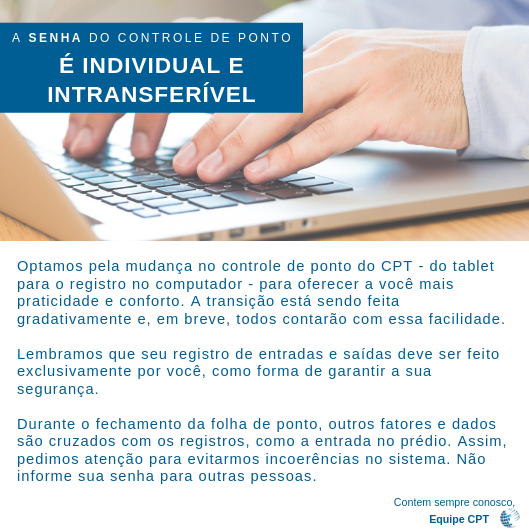 A SENHA DO CONTROLE DE PONTO
É INDIVIDUAL E
INTRANSFERÍVEL
Optamos pela mudança no controle de ponto do CPT - do tablet
para o registro no computador - para oferecer a você mais
praticidade e conforto. A transição está sendo feita
gradativamente e, em breve, todos contarão com essa facilidade.
Lembramos que seu registro de entradas e saídas deve ser feito
exclusivamente por você, como forma de garantir a sua
segurança.
Durante o fechamento da folha de ponto, outros fatores e dados
são cruzados com os registros, como a entrada no prédio. Assim,
pedimos atenção para evitarmos incoerências no sistema. Não
informe sua senha para outras pessoas.
Contem sempre conosco,
Equipe CPT